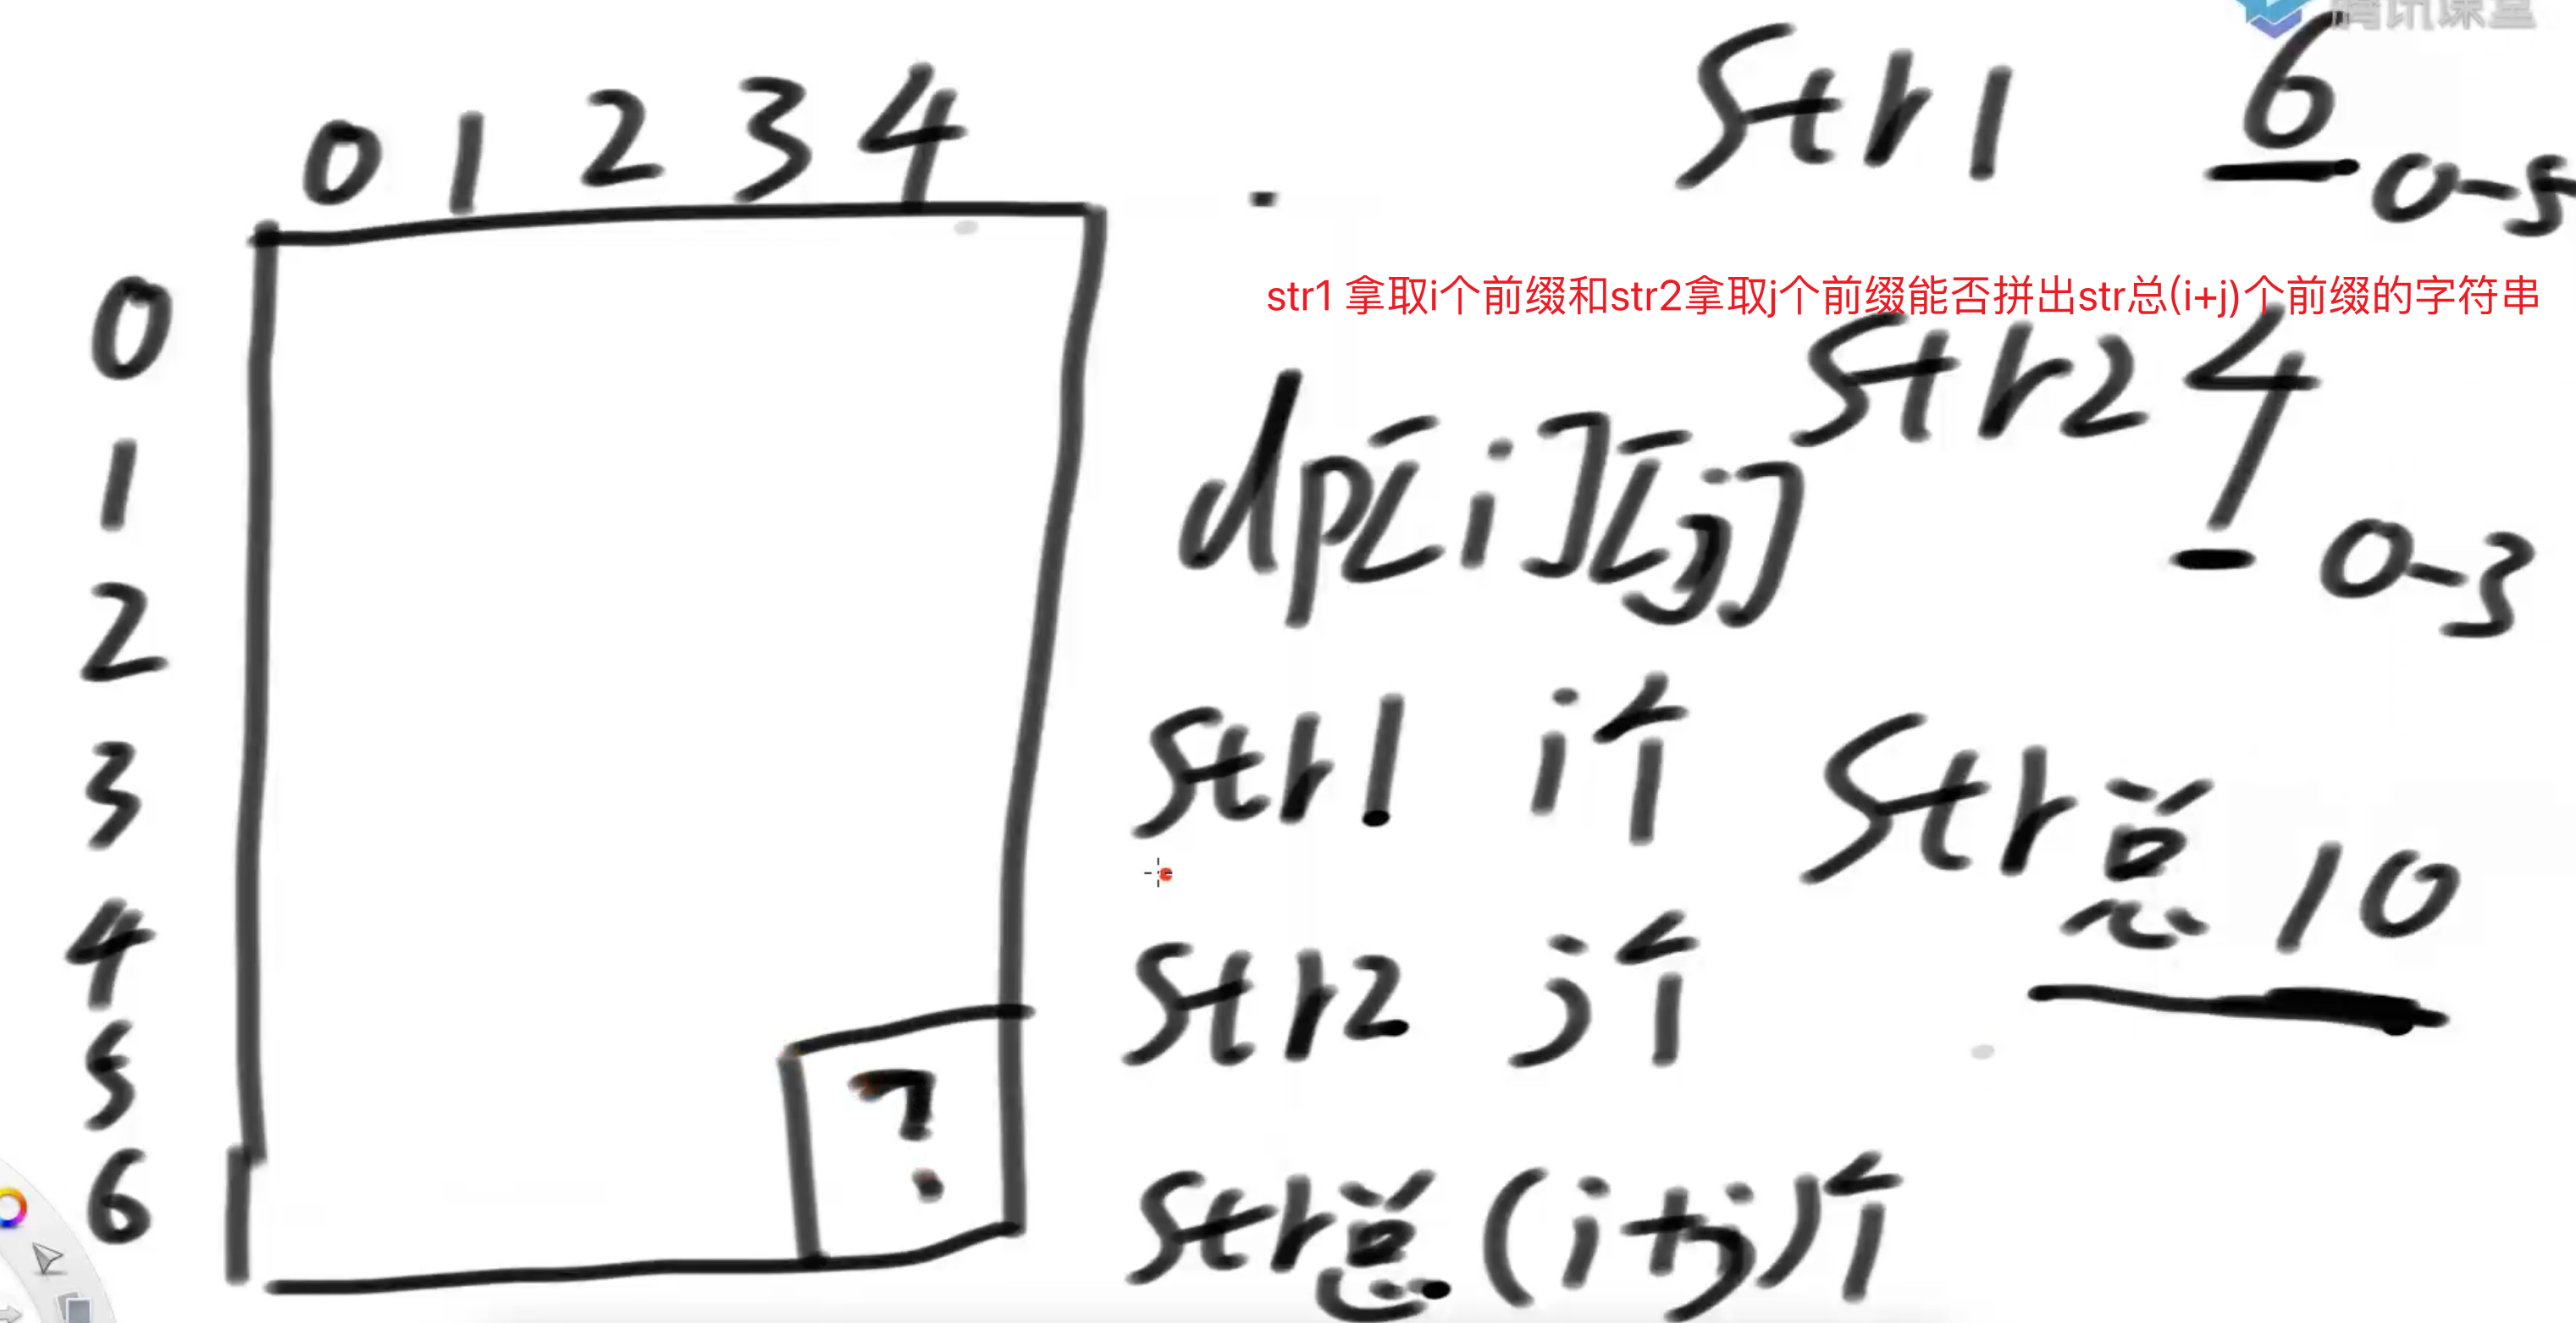 腾讯课堂
0 1 2 3 4
str1 6 0-5
str1 拿取i个前缀和str2拿取j个前缀能否拼出str总(i+j)个前缀的字符串
0
str2 4 0-3
dp[i][j]
1
2
str1 i个
3
str总 10
4
str2 j个
5
?
6
str总 (i+j)个